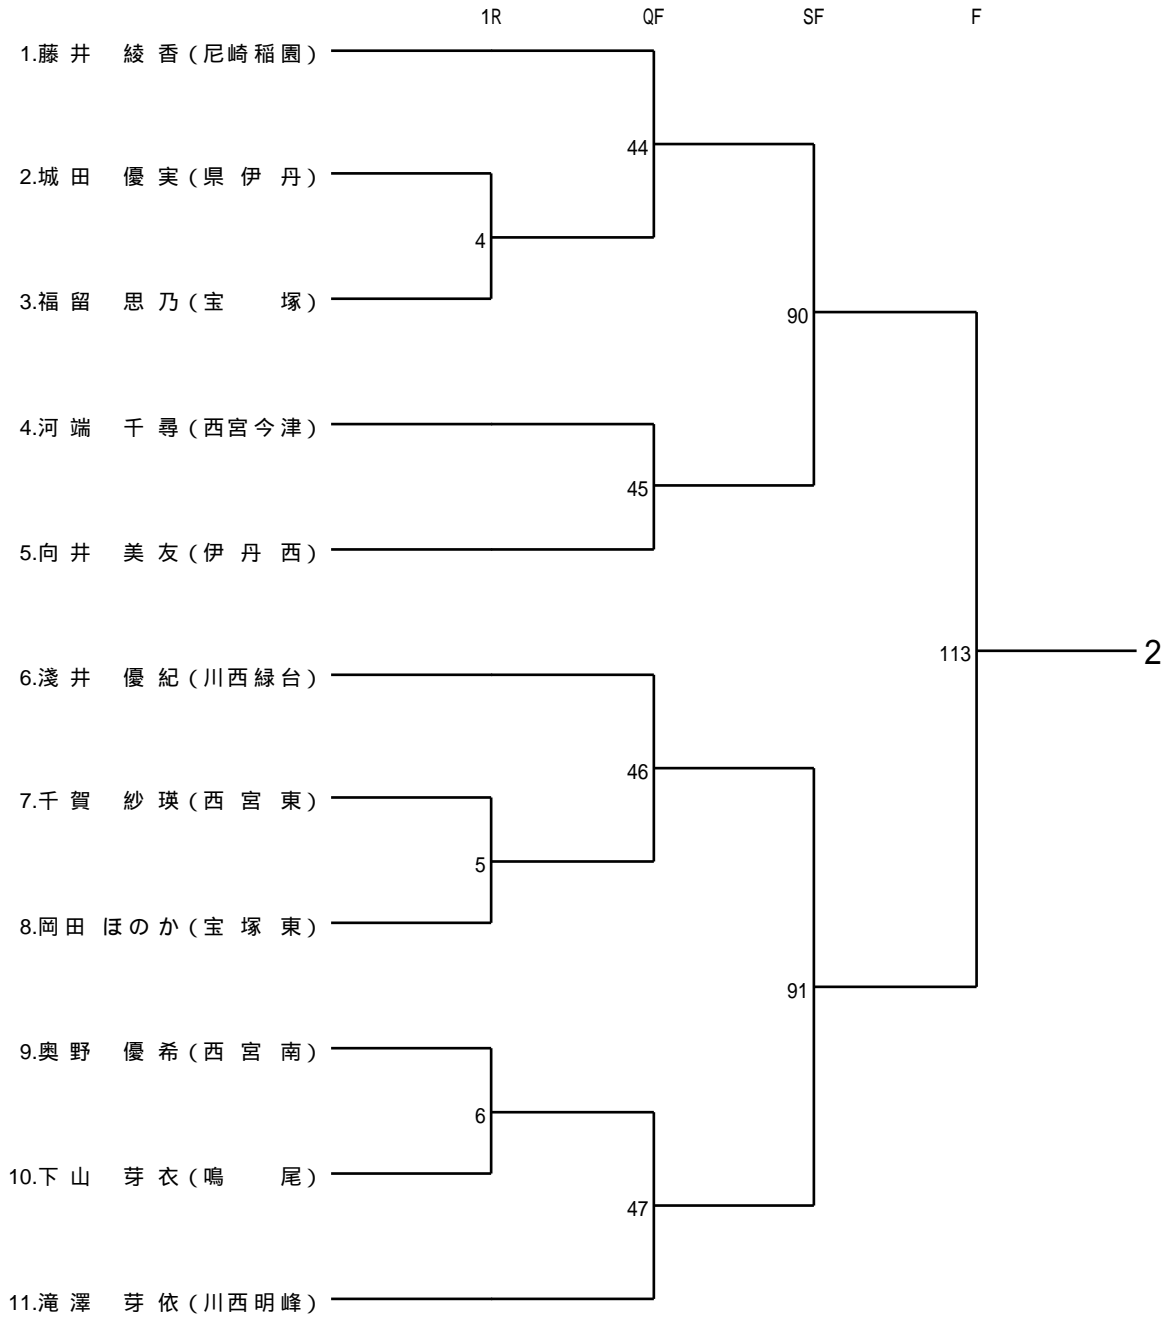 1R QF SF F
1.藤井 綾香(尼崎稲園)
44
2.城田 優実(県伊丹)
4
3.福留 思乃(宝塚)
90
4.河端 千尋(西宮今津)
45
5.向井 美友(伊丹西)
113 2
6.淺井 優紀(川西緑台)
46
7.千賀 紗瑛(西宮東)
5
8.岡田 ほのか(宝塚東)
91
9.奥野 優希(西宮南)
6
10.下山 芽衣(鳴尾)
47
11.滝澤 芽依(川西明峰)